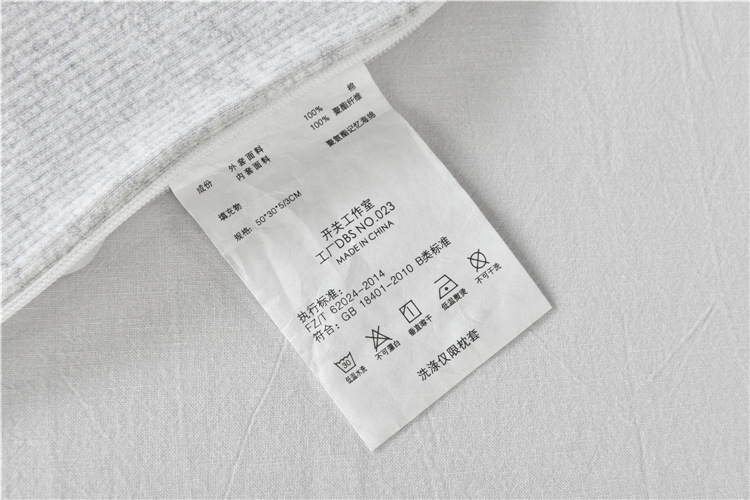 成份 外套面料 100% 棉
内套面料 100% 聚酯纤维
填充物 聚氨酯记忆海绵
规格: 50*30*5/3CM
开关工作室
工厂DBS NO.023
MADE IN CHINA
执行标准：
FZ/T 62024-2014
符合：GB 18401-2010 B类标准
30
低温水洗 不可漂白 垂直晾干 低温熨烫 不可干洗
洗涤仅限枕套